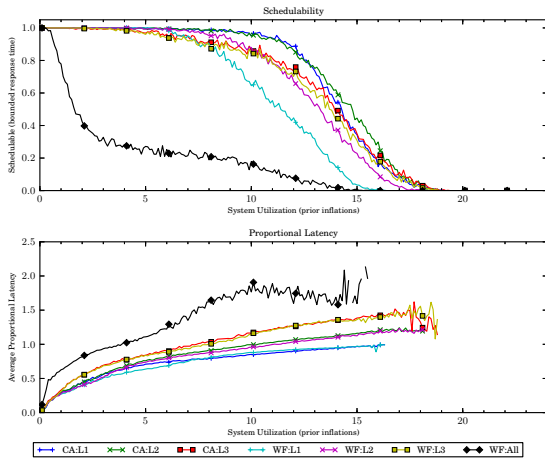 Schedulability
Schedulable (bounded response time)
1.0
0.8
0.6
0.4
0.2
0.0
0 5 10 15 20
System Utilization (prior inflations)
Proportional Latency
Average Proportional Latency
2.5
2.0
1.5
1.0
0.5
0.0
0 5 10 15 20
System Utilization (prior inflations)
CA:L1 CA:L2 CA:L3 WF:L1 WF:L2 WF:L3 WF:All